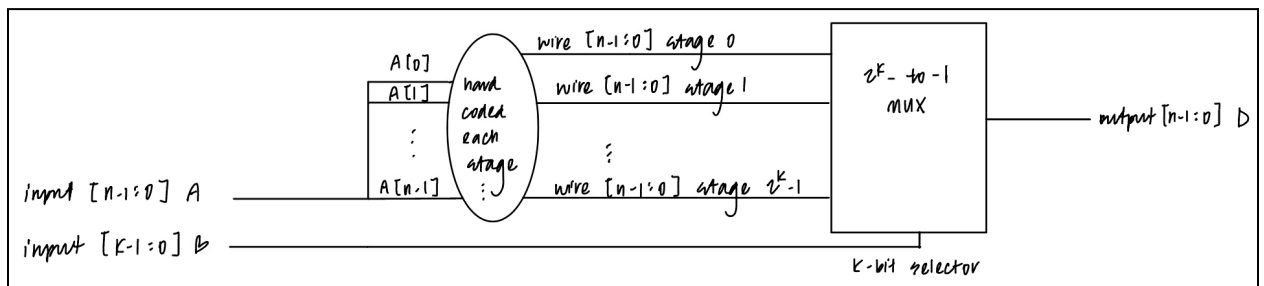 wire [n-1:0] stage 0
A[0]
2^K - to - 1
MUX
A[1]
hard
coded
each
stage
⋮
wire [n-1:0] stage 1
output [n-1:0] D
⋮
⋮
A[n-1]
wire [n-1:0] stage 2^K-1
input [n-1:0] A
input [K-1:0] B
K-bit selector